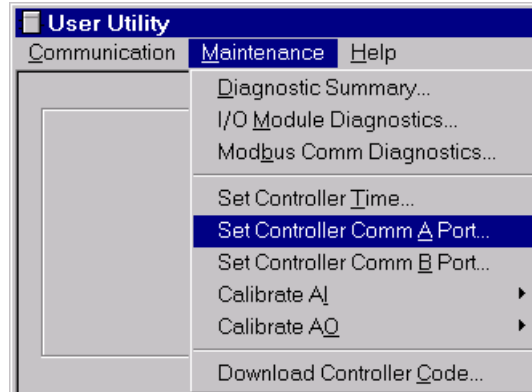 User Utility
Communication Maintenance Help
Diagnostic Summary...
I/O Module Diagnostics...
Modbus Comm Diagnostics...
Set Controller Time...
Set Controller Comm A Port...
Set Controller Comm B Port...
Calibrate AI
Calibrate AO
Download Controller Code...